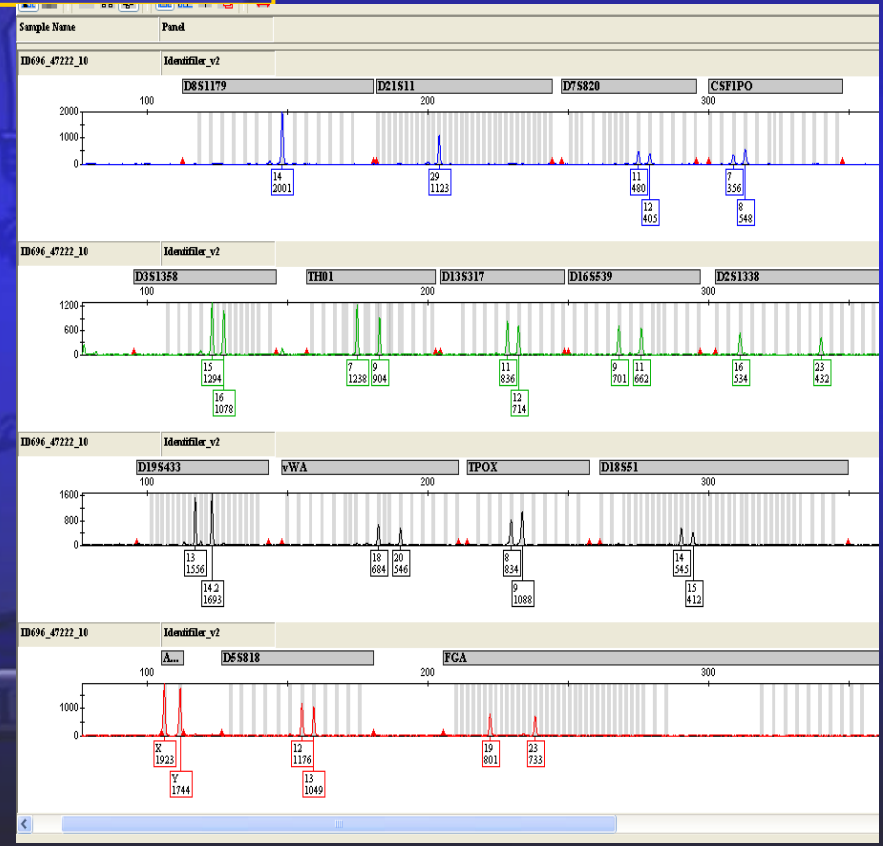 Sample Name Panel
ID696_47222_10 Identifiler_v2
D8S1179 D21S11 D7S820 CSF1PO
100 200 300
2000
1000
0
14 29 11 7
2001 1123 480 356
12 8
405 548
ID696_47222_10 Identifiler_v2
D3S1358 TH01 D13S317 D16S539 D2S1338
100 200 300
1200
600
0
15 7 9 11 9 11 16 23
1294 1238 904 836 701 662 534 432
16 12
1078 714
ID696_47222_10 Identifiler_v2
D19S433 vWA TPOX D18S51
100 200 300
1600
800
0
13 18 20 8 14
1556 684 546 834 545
14.2 9 15
1693 1088 412
ID696_47222_10 Identifiler_v2
A... D5S818 FGA
100 200 300
1000
0
X 12 19 23
1923 1176 801 733
Y 13
1744 1049